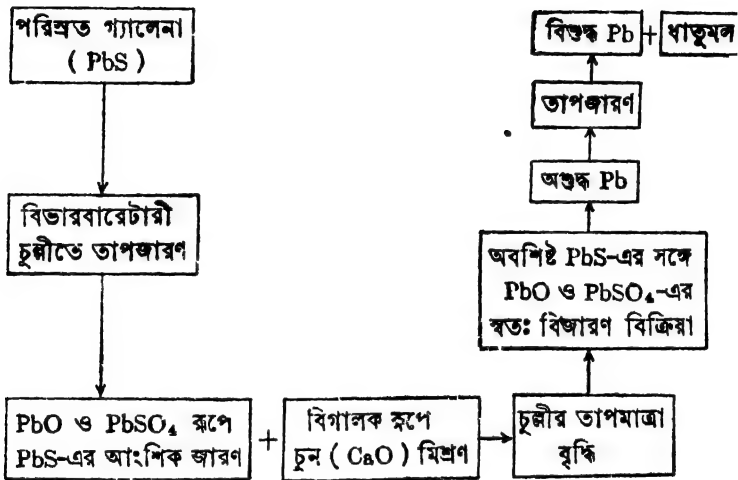 পরিস্রুত গ্যালেনা
( PbS )
বিভারবারেটারী
চুল্লীতে তাপজারণ
PbO ও PbSO₄ রূপে
PbS-এর আংশিক জারণ
+
বিগালক রূপে
চুন ( CaO ) মিশ্রণ
চুল্লীর তাপমাত্রা
বৃদ্ধি
অবশিষ্ট PbS-এর সঙ্গে
PbO ও PbSO₄-এর
স্বতঃ বিজারণ বিক্রিয়া
অশুদ্ধ Pb
তাপজারণ
বিশুদ্ধ Pb + ধাতুমল